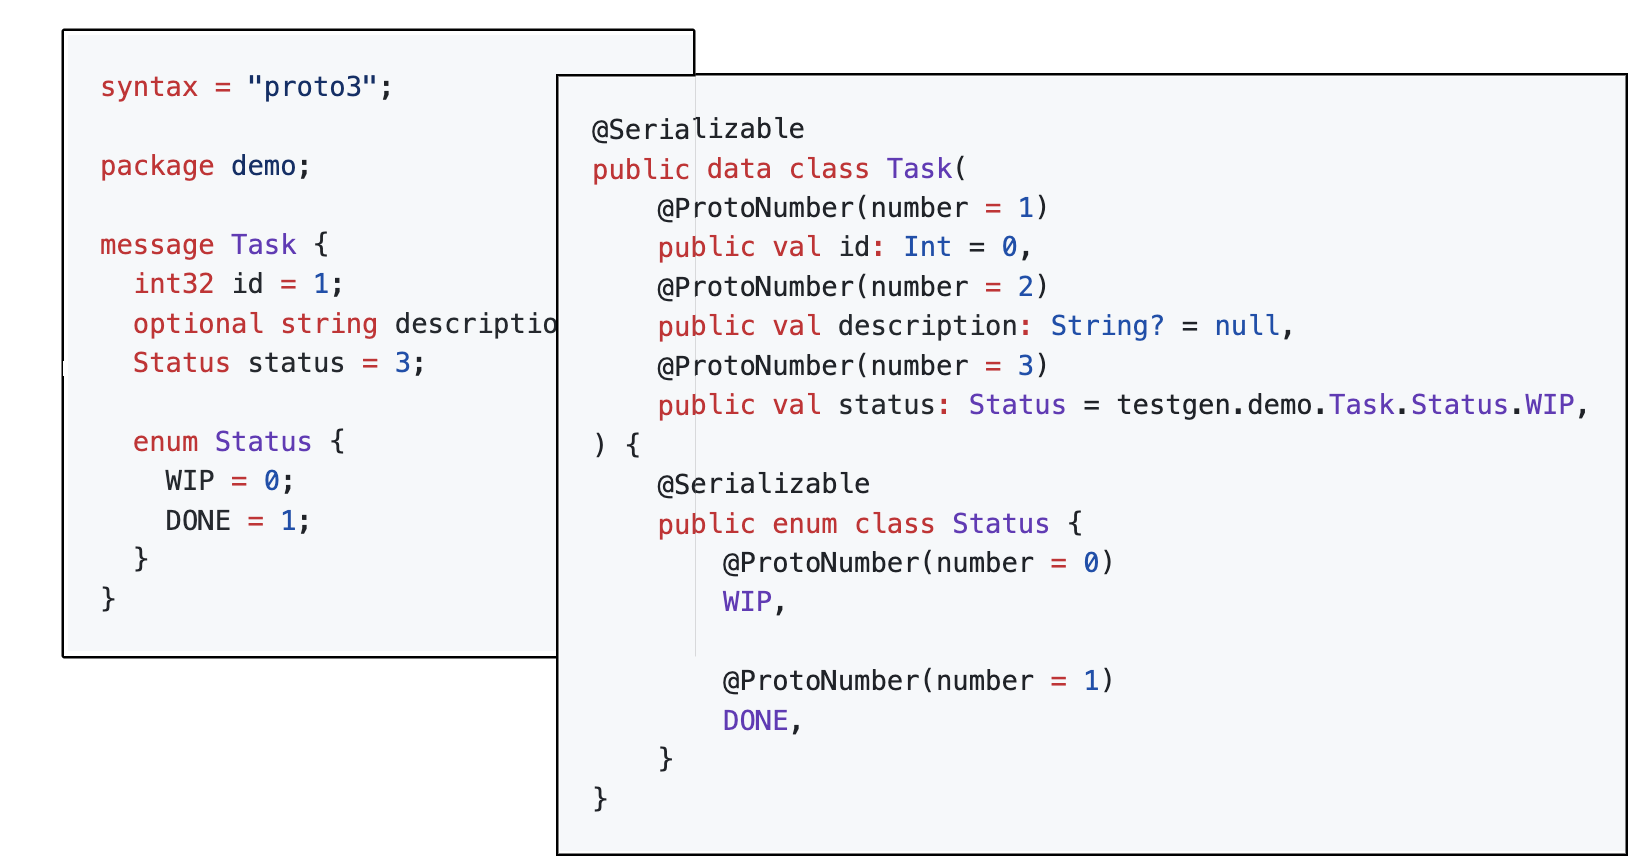 syntax = "proto3";
package demo;
message Task {
  int32 id = 1;
  optional string
  Status status = 3;
  enum Status {
    WIP = 0;
    DONE = 1;
  }
}
@Serializable
public data class Task(
    @ProtoNumber(number = 1)
    public val id: Int = 0,
    @ProtoNumber(number = 2)
    public val description: String? = null,
    @ProtoNumber(number = 3)
    public val status: Status = testgen.demo.Task.Status.WIP,
) {
    @Serializable
    public enum class Status {
        @ProtoNumber(number = 0)
        WIP,
        @ProtoNumber(number = 1)
        DONE,
    }
}